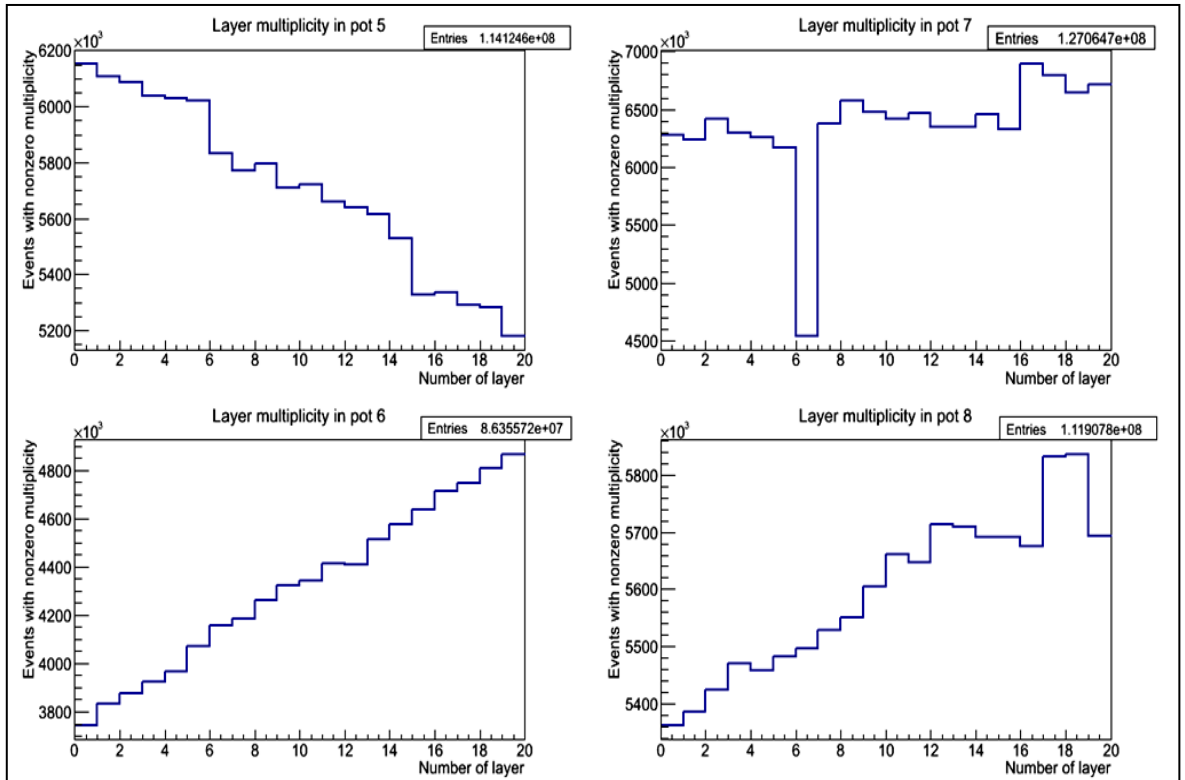 Layer multiplicity in pot 5
Entries 1.141246e+08
×10³
Events with nonzero multiplicity
6200
6000
5800
5600
5400
5200
0 2 4 6 8 10 12 14 16 18 20
Number of layer
Layer multiplicity in pot 7
Entries 1.270647e+08
×10³
Events with nonzero multiplicity
7000
6500
6000
5500
5000
4500
0 2 4 6 8 10 12 14 16 18 20
Number of layer
Layer multiplicity in pot 6
Entries 8.635572e+07
×10³
Events with nonzero multiplicity
4800
4600
4400
4200
4000
3800
0 2 4 6 8 10 12 14 16 18 20
Number of layer
Layer multiplicity in pot 8
Entries 1.119078e+08
×10³
Events with nonzero multiplicity
5800
5700
5600
5500
5400
0 2 4 6 8 10 12 14 16 18 20
Number of layer